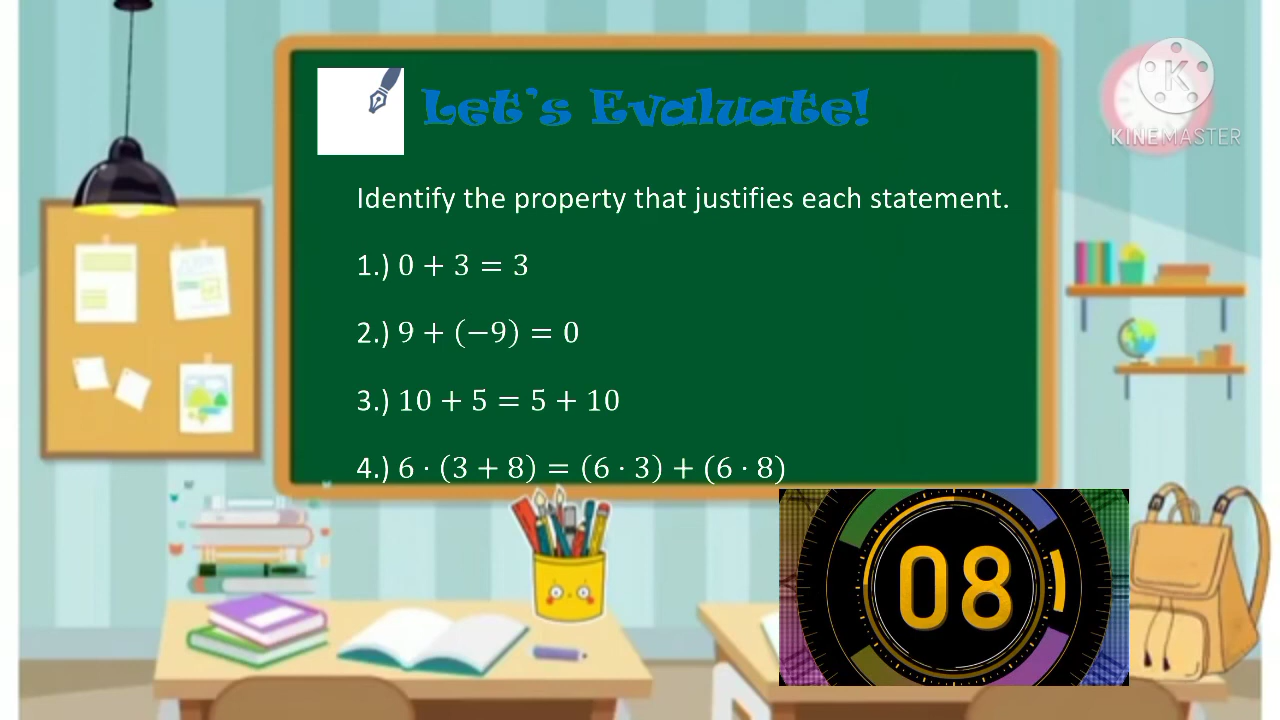 Let's Evaluate!
KINEMASTER
Identify the property that justifies each statement.
1.) 0 + 3 = 3
2.) 9 + (−9) = 0
3.) 10 + 5 = 5 + 10
4.) 6 · (3 + 8) = (6 · 3) + (6 · 8)
08